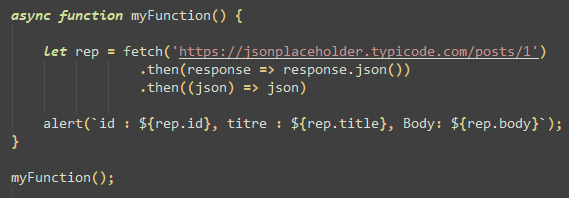 async function myFunction() {
let rep = fetch('https://jsonplaceholder.typicode.com/posts/1')
.then(response => response.json())
.then((json) => json)
alert(`id : ${rep.id}, titre : ${rep.title}, Body: ${rep.body}`);
}
myFunction();